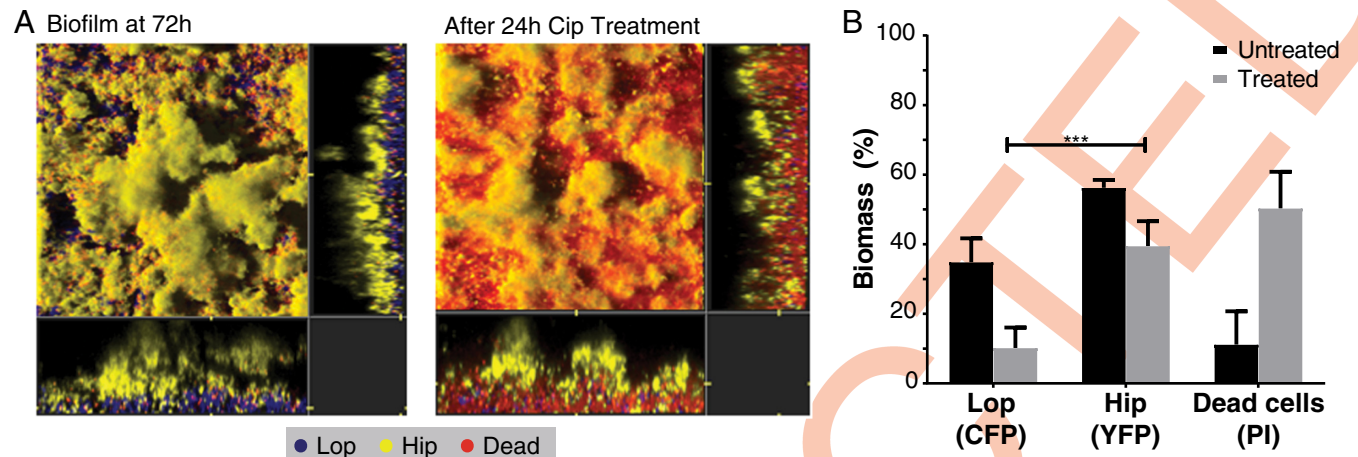 A Biofilm at 72h
After 24h Cip Treatment
Lop Hip Dead
B
100
80
60
40
20
0
Biomass (%)
Untreated
Treated
***
Lop
(CFP)
Hip
(YFP)
Dead cells
(PI)